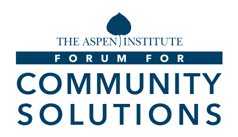 THE ASPEN INSTITUTE
FORUM FOR
COMMUNITY
SOLUTIONS